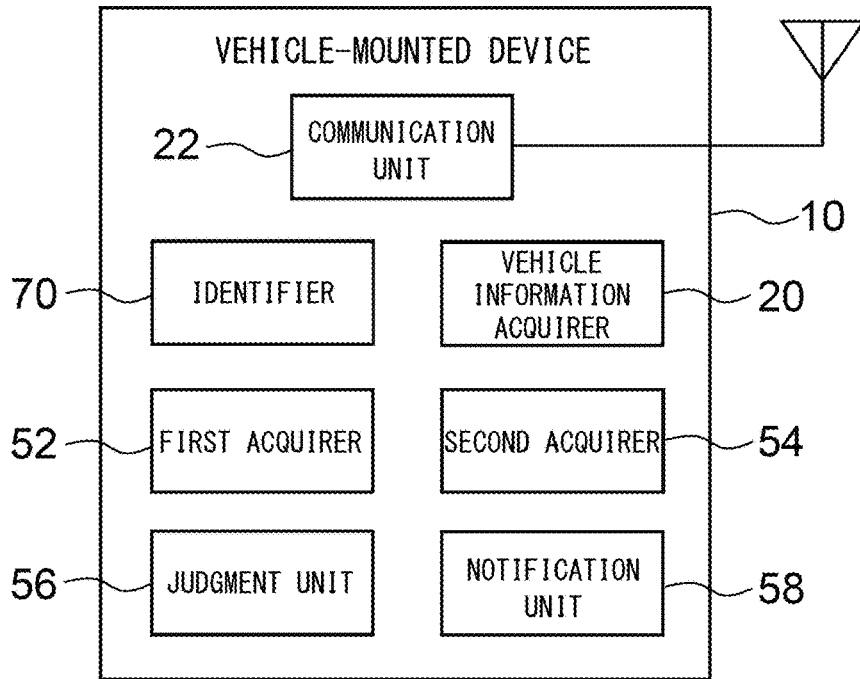 VEHICLE-MOUNTED DEVICE
22
COMMUNICATION
UNIT
10
70
IDENTIFIER
VEHICLE
INFORMATION
ACQUIRER
20
52
FIRST ACQUIRER
SECOND ACQUIRER
54
56
JUDGMENT UNIT
NOTIFICATION
UNIT
58